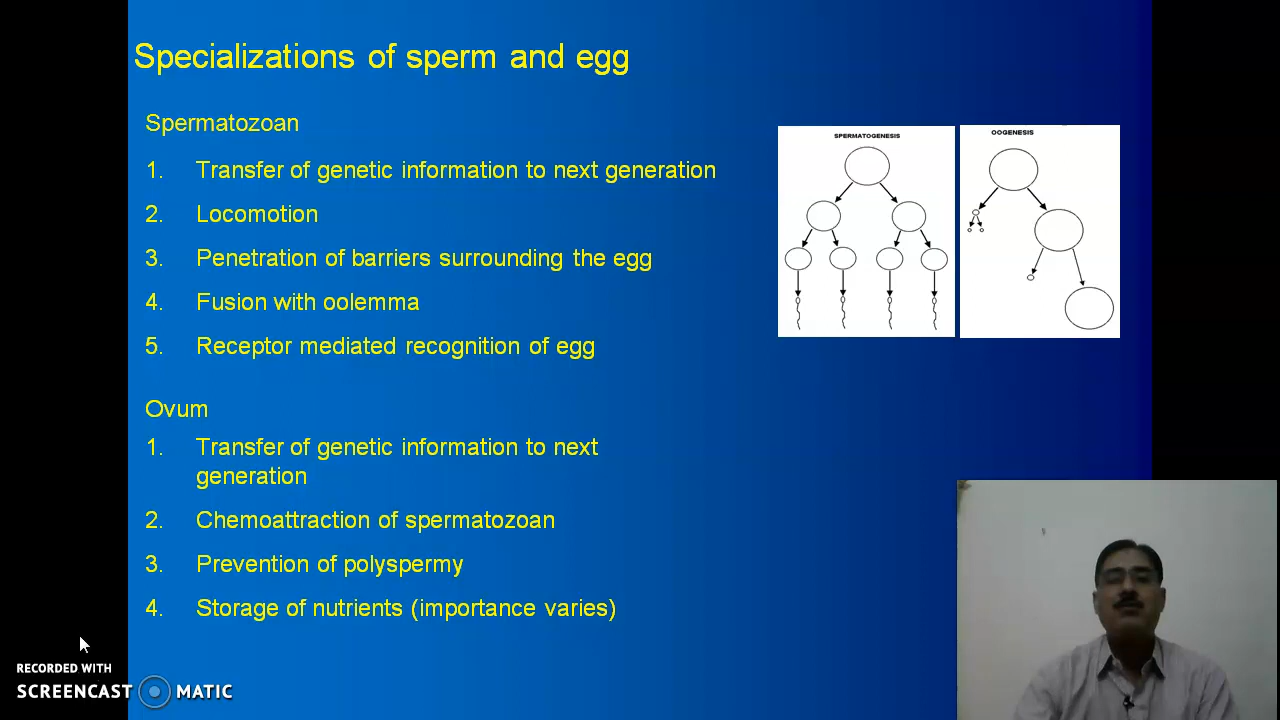 Specializations of sperm and egg
Spermatozoan
1. Transfer of genetic information to next generation
2. Locomotion
3. Penetration of barriers surrounding the egg
4. Fusion with oolemma
5. Receptor mediated recognition of egg
Ovum
1. Transfer of genetic information to next
generation
2. Chemoattraction of spermatozoan
3. Prevention of polyspermy
4. Storage of nutrients (importance varies)
SPERMATOGENESIS
OOGENESIS
RECORDED WITH
SCREENCAST MATIC